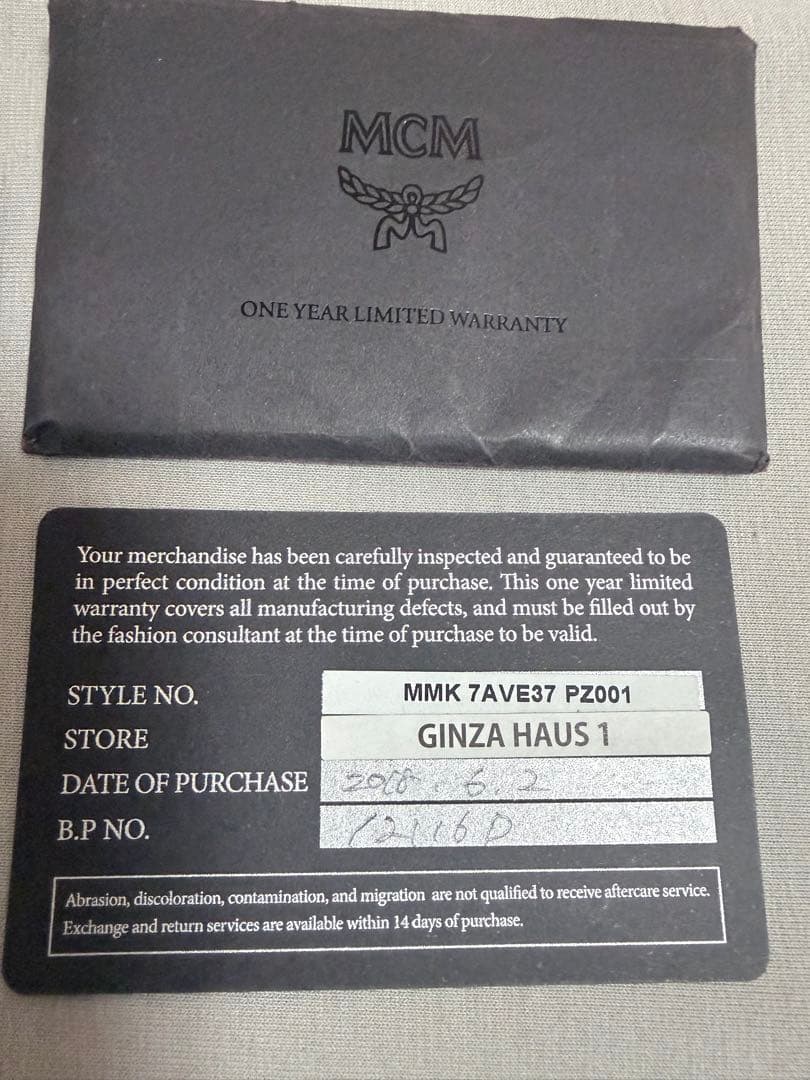 MCM
ONE YEAR LIMITED WARRANTY
Your merchandise has been carefully inspected and guaranteed to be
in perfect condition at the time of purchase. This one year limited
warranty covers all manufacturing defects, and must be filled out by
the fashion consultant at the time of purchase to be valid.
STYLE NO. MMK 7AVE37 PZ001
STORE GINZA HAUS 1
DATE OF PURCHASE 2018. 6. 2
B.P NO.
Abrasion, discoloration, contamination, and migration are not qualified to receive aftercare service.
Exchange and return services are available within 14 days of purchase.